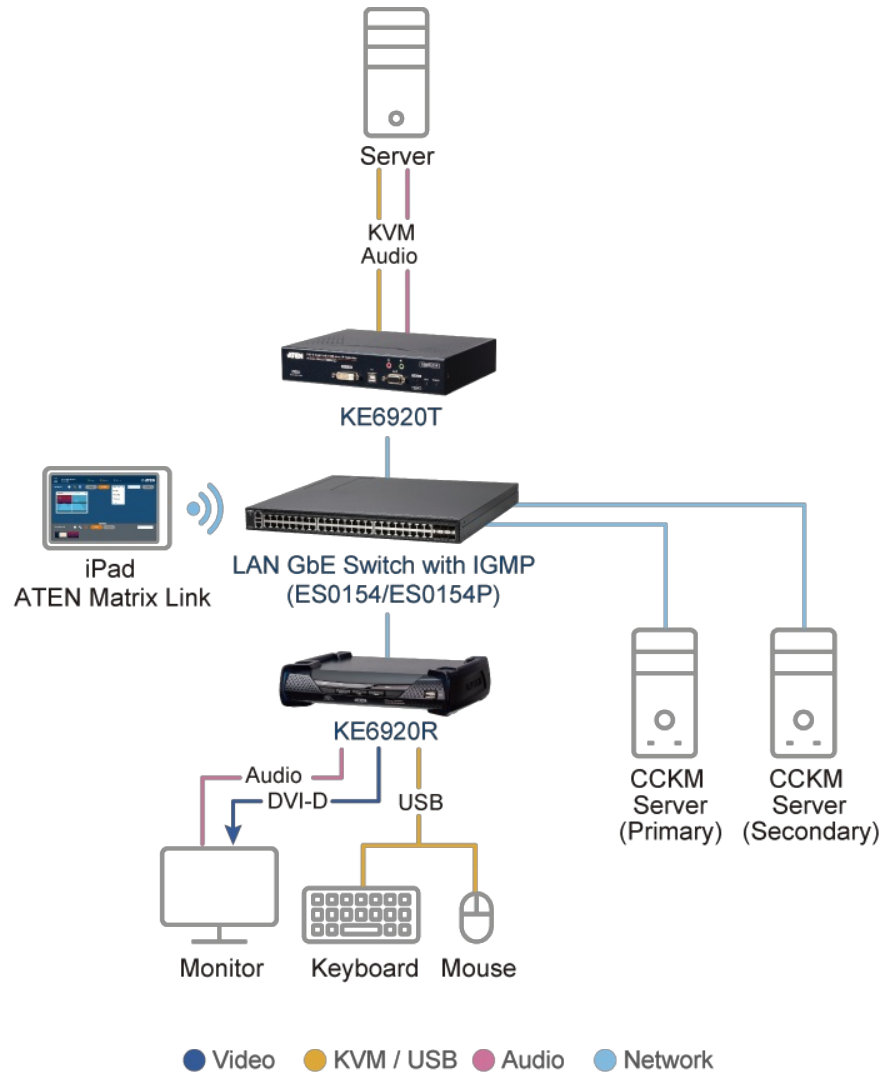 Server
KVM
Audio
ATEN
KE6920T
iPad
ATEN Matrix Link
LAN GbE Switch with IGMP
(ES0154/ES0154P)
KE6920R
Audio
DVI-D
USB
CCKM
Server
(Primary)
CCKM
Server
(Secondary)
Monitor
Keyboard
Mouse
Video
KVM / USB
Audio
Network